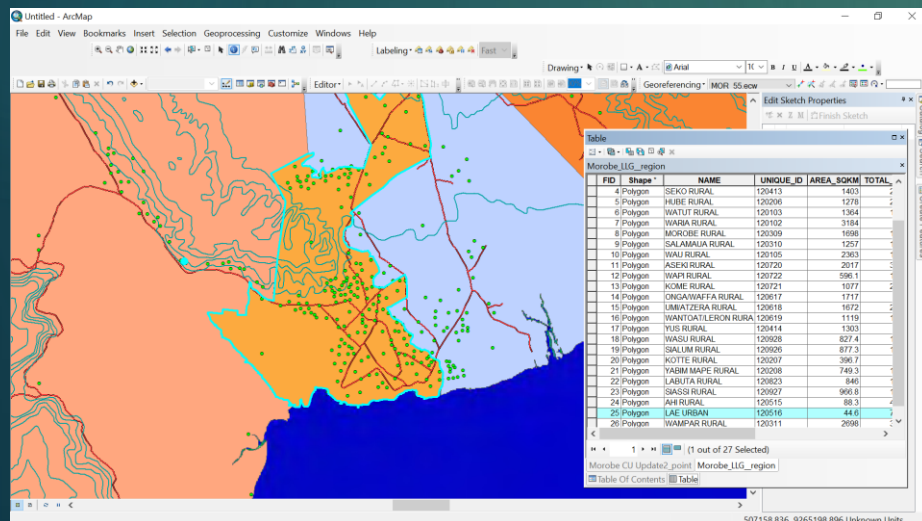 Untitled - ArcMap
File Edit View Bookmarks Insert Selection Geoprocessing Customize Windows Help
Labeling Fast
Drawing Arial 10 B I U A
Editor Georeferencing MOR_55.ecw
Edit Sketch Properties
Finish Sketch
Table
Morobe_LLG__region
FID Shape * NAME UNIQUE_ID AREA_SQKM TOTAL_
4 Polygon SEKO RURAL 120413 1403
5 Polygon HUBE RURAL 120206 1278
6 Polygon WATUT RURAL 120103 1364
7 Polygon WARIA RURAL 120102 3184
8 Polygon MOROBE RURAL 120309 1698
9 Polygon SALAMAUA RURAL 120310 1257
10 Polygon WAU RURAL 120105 2363
11 Polygon ASEKI RURAL 120720 2017
12 Polygon WAPI RURAL 120722 596.1
13 Polygon KOME RURAL 120721 1077
14 Polygon ONGA/WAFFA RURAL 120617 1717
15 Polygon UMI/ATZERA RURAL 120618 1672
16 Polygon WANTOAT/LERON RURA 120619 1119
17 Polygon YUS RURAL 120414 1303
18 Polygon WASU RURAL 120928 827.4
19 Polygon SIALUM RURAL 120926 877.3
20 Polygon KOTTE RURAL 120207 396.7
21 Polygon YABIM MAPE RURAL 120208 749.3
22 Polygon LABUTA RURAL 120823 846
23 Polygon SIASSI RURAL 120927 966.8
24 Polygon AHI RURAL 120515 88.3
25 Polygon LAE URBAN 120516 44.6
26 Polygon WAMPAR RURAL 120311 2698
1 (1 out of 27 Selected)
Morobe CU Update2_point Morobe_LLG__region
Table Of Contents Table
507158.836 9265198.896 Unknown Units